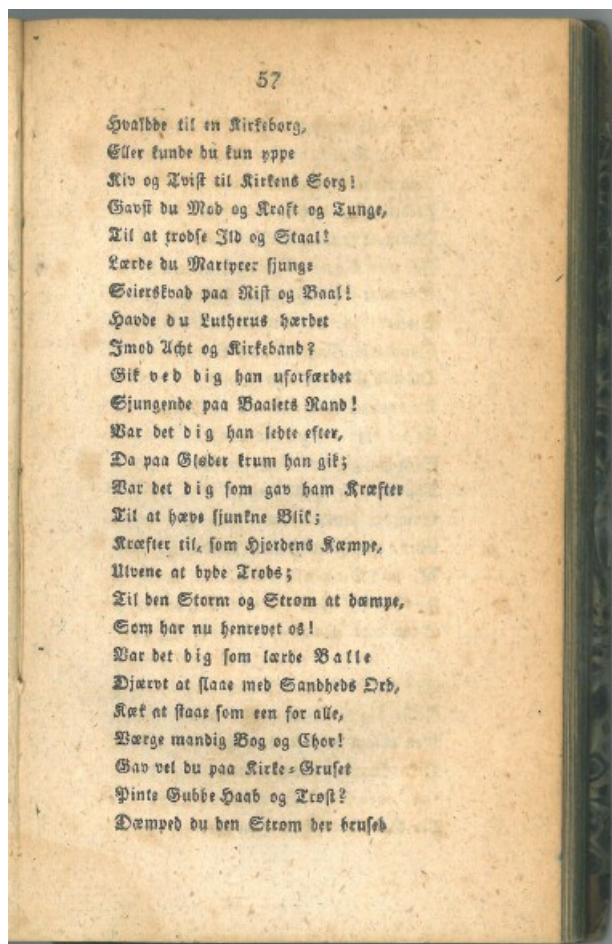 57
Hvalvde til en Kirkeborg,
Eller kunde du kun yppe
Kiv og Tvist til Kirkens Sorg!
Gavst du Mod og Kraft og Tunge,
Til at trodse Ild og Staal!
Lærde du Martyrer sjunge
Seierskvad paa Rist og Baal!
Havde du Lutherus hærdet
Imod Acht og Kirkeband?
Gik ved dig han uforfærdet
Sjungende paa Baalets Rand!
Var det dig han ledte efter,
Da paa Gløder krum han gik;
Var det dig som gav ham Kræfter
Til at hæve sjunkne Blik;
Kræfter til, som Hjordens Kæmpe,
Ulvene at byde Trods;
Til den Storm og Strøm at dæmpe,
Som har nu henrevet os!
Var det dig som lærde Balle
Djærvt at slaae med Sandheds Ord,
Kæk at staae som een for alle,
Værge mandig Bog og Chor!
Gav vel du paa Kirke-Gruset
Pinte Gubbe Haab og Trøst?
Dæmped du den Strøm der brused